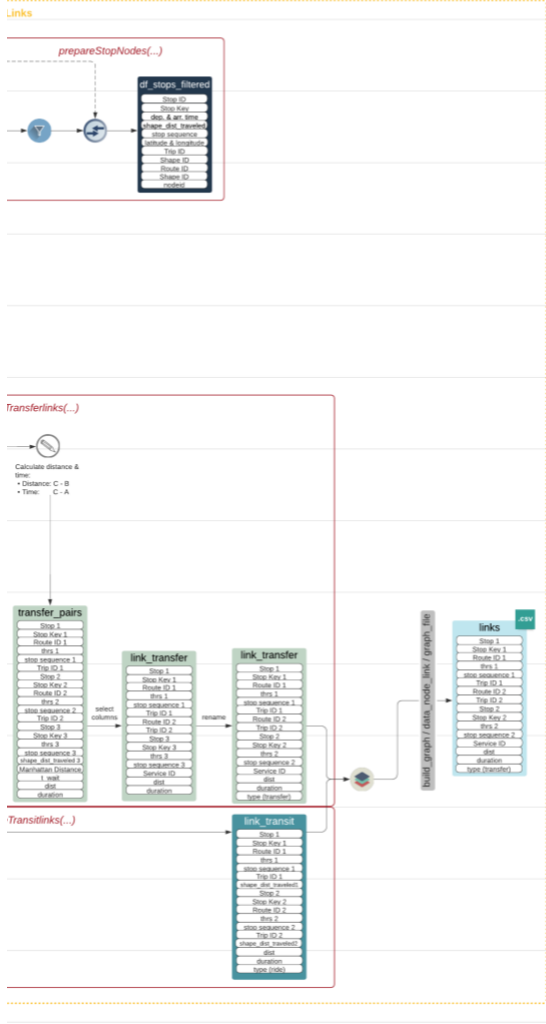 Links
prepareStopNodes(...)
df_stops_filtered
Stop ID
Stop Key
dep. & arr. time
shape_dist_traveled
stop sequence
latitude & longitude
Trip ID
Shape ID
Route ID
Shape ID
nodeid
Transferlinks(...)
Calculate distance &
time:
• Distance: C - B
• Time: C - A
transfer_pairs
Stop 1
Stop Key 1
Route ID 1
thrs 1
stop sequence 1
Trip ID 1
Stop 2
Stop Key 2
Route ID 2
thrs 2
stop sequence 2
Trip ID 2
Stop 3
Stop Key 3
thrs 3
stop sequence 3
shape_dist_traveled 3
Manhattan Distance
t_wait
dist
duration
select
columns
link_transfer
Stop 1
Stop Key 1
Route ID 1
thrs 1
stop sequence 1
Trip ID 1
Route ID 2
Trip ID 2
Stop 3
Stop Key 3
thrs 3
stop sequence 3
Service ID
dist
duration
rename
link_transfer
Stop 1
Stop Key 1
Route ID 1
thrs 1
stop sequence 1
Trip ID 1
Route ID 2
Trip ID 2
Stop 2
Stop Key 2
thrs 2
stop sequence 2
Service ID
dist
duration
type (transfer)
build_graph / data_node_link / graph_file
.csv
links
Stop 1
Stop Key 1
Route ID 1
thrs 1
stop sequence 1
Trip ID 1
Route ID 2
Trip ID 2
Stop 2
Stop Key 2
thrs 2
stop sequence 2
Service ID
dist
duration
type (transfer)
Transitlinks(...)
link_transit
Stop 1
Stop Key 1
Route ID 1
thrs 1
stop sequence 1
Trip ID 1
shape_dist_traveled1
Stop 2
Stop Key 2
Route ID 2
thrs 2
stop sequence 2
Trip ID 2
shape_dist_traveled2
dist
duration
type (ride)